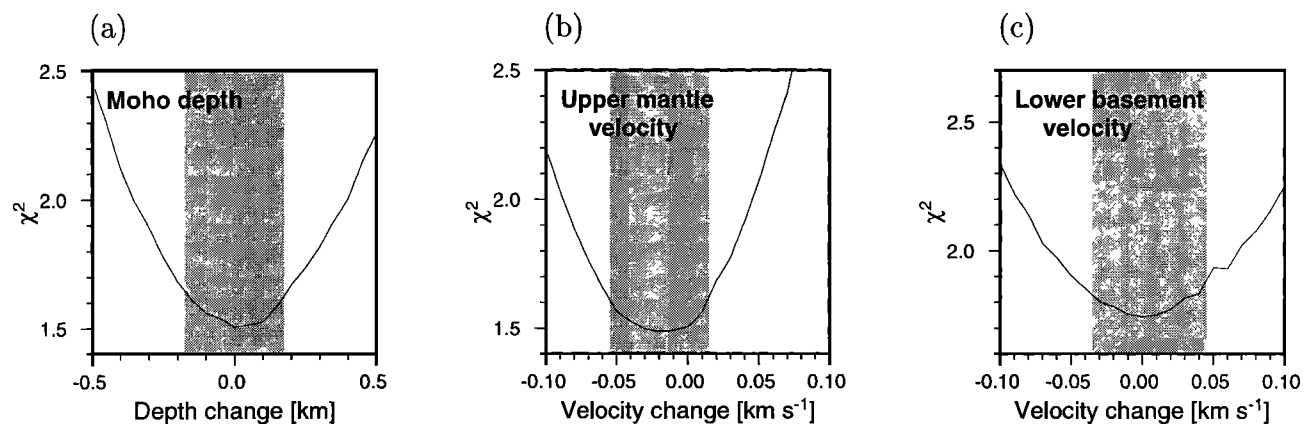 (a)
2.5
2.0
1.5
χ²
Moho depth
-0.5
0.0
0.5
Depth change [km]
(b)
2.5
2.0
1.5
χ²
Upper mantle
velocity
-0.10
-0.05
0.00
0.05
0.10
Velocity change [km s⁻¹]
(c)
2.5
2.0
χ²
Lower basement
velocity
-0.10
-0.05
0.00
0.05
0.10
Velocity change [km s⁻¹]